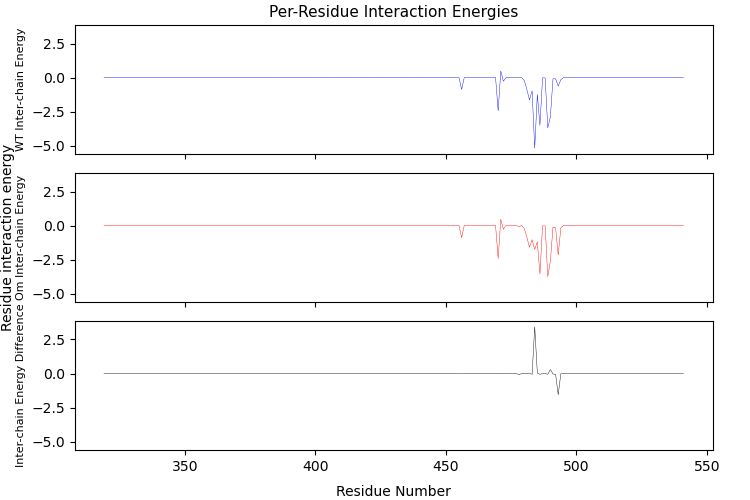 Per-Residue Interaction Energies
WT Inter-chain Energy
2.5
0.0
−2.5
−5.0
Residue interaction energy
Om Inter-chain Energy
2.5
0.0
−2.5
−5.0
Inter-chain Energy Difference
2.5
0.0
−2.5
−5.0
350
400
450
500
550
Residue Number